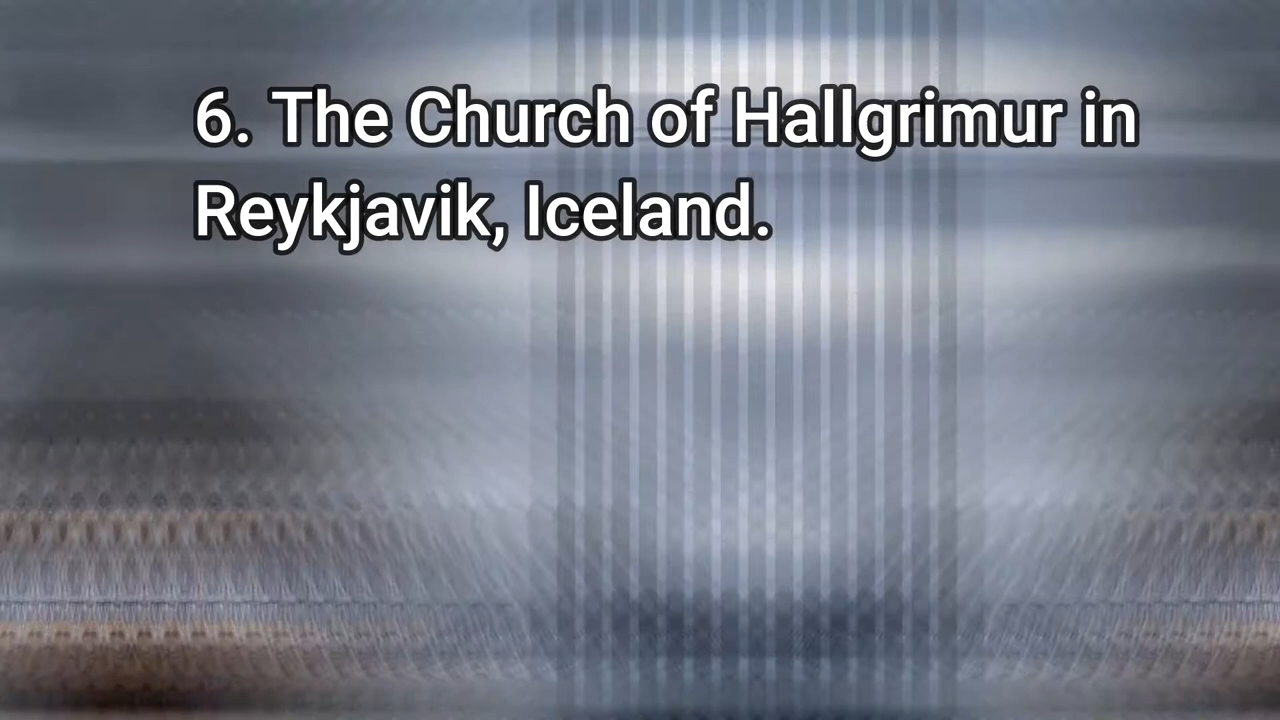 6. The Church of Hallgrimur in
Reykjavik, Iceland.